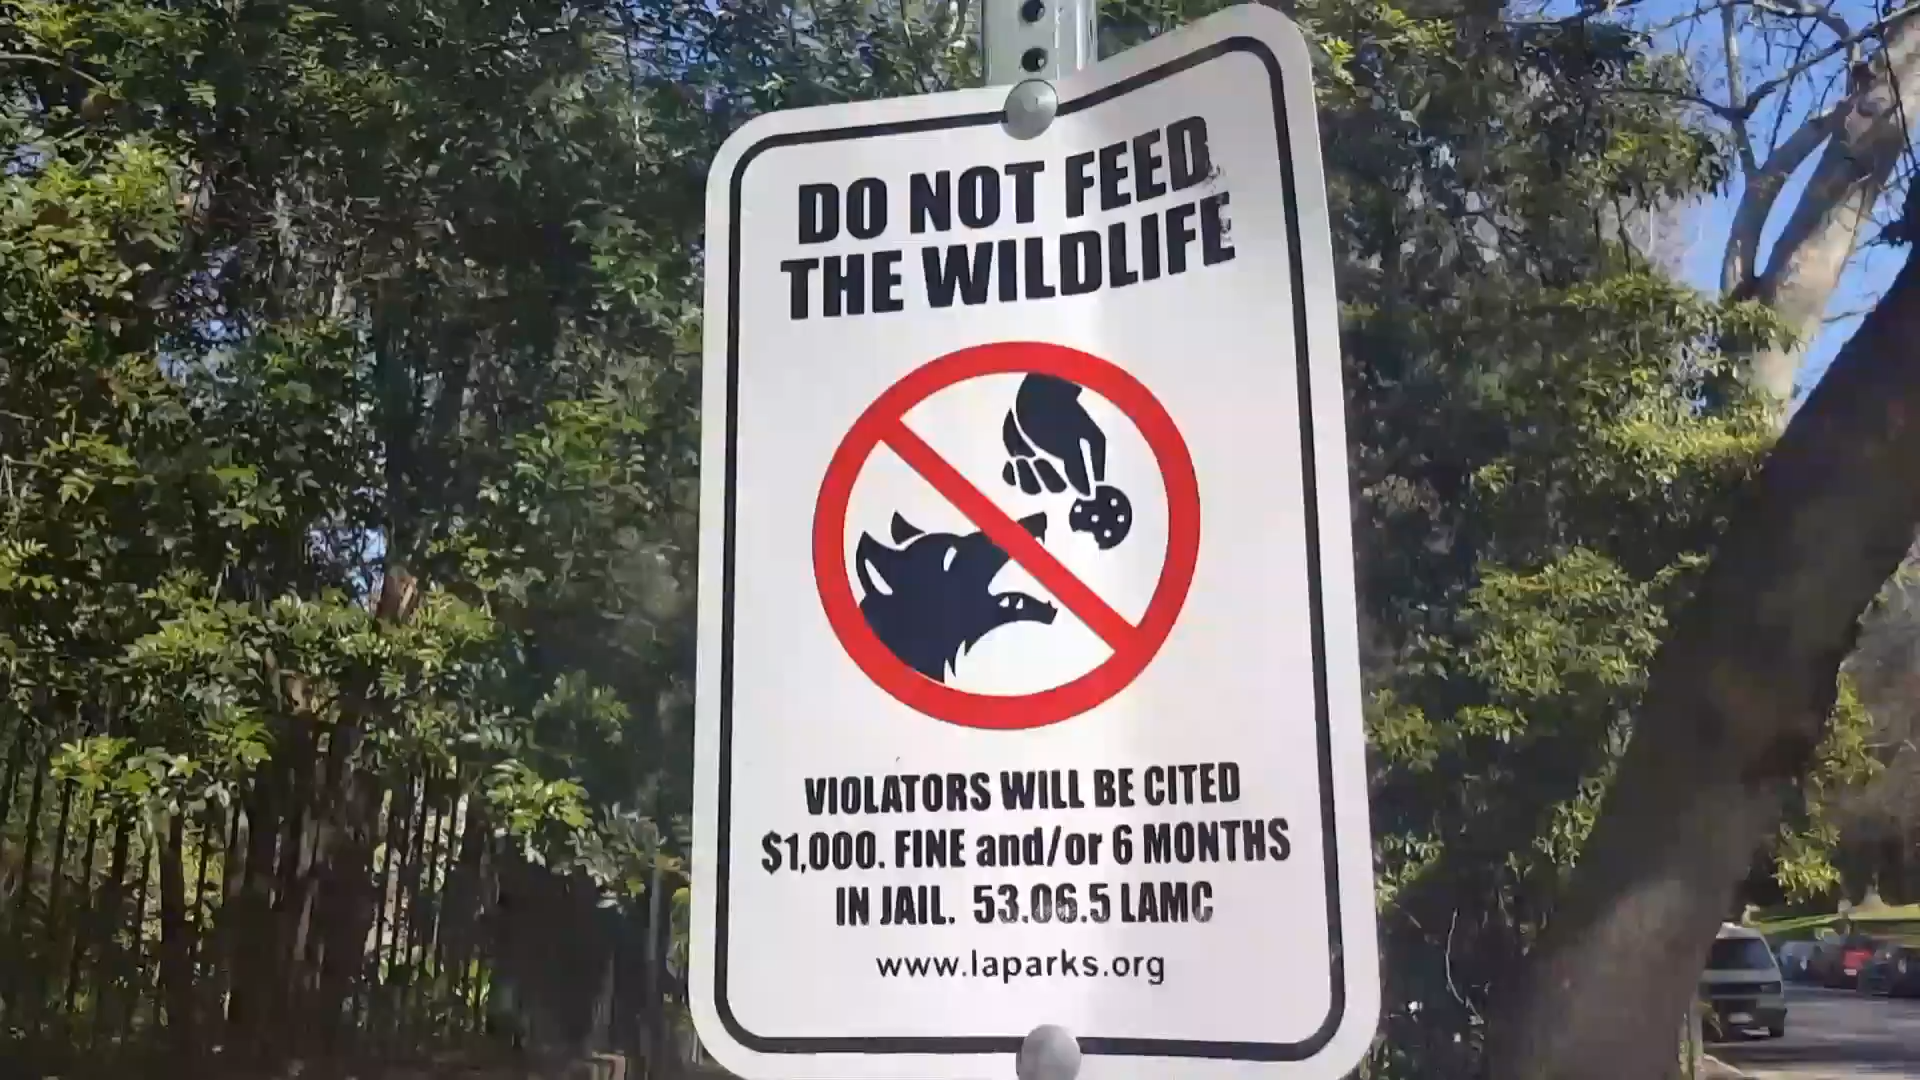 DO NOT FEED
THE WILDLIFE
VIOLATORS WILL BE CITED
$1,000. FINE and/or 6 MONTHS
IN JAIL. 53.06.5 LAMC
www.laparks.org